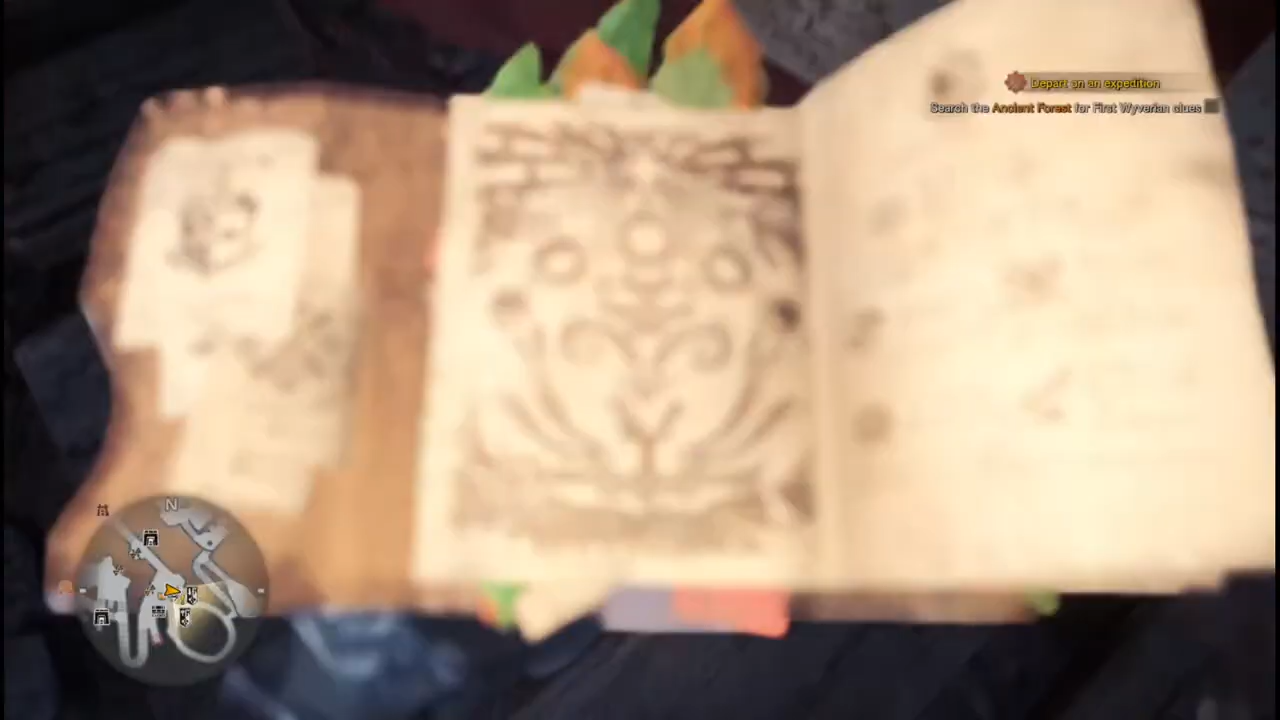 Depart on an expedition
Search the Ancient Forest for First Wyverian clues
N